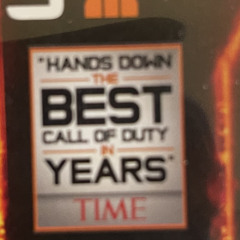 "HANDS DOWN
THE
BEST
CALL OF DUTY
IN
YEARS"
TIME